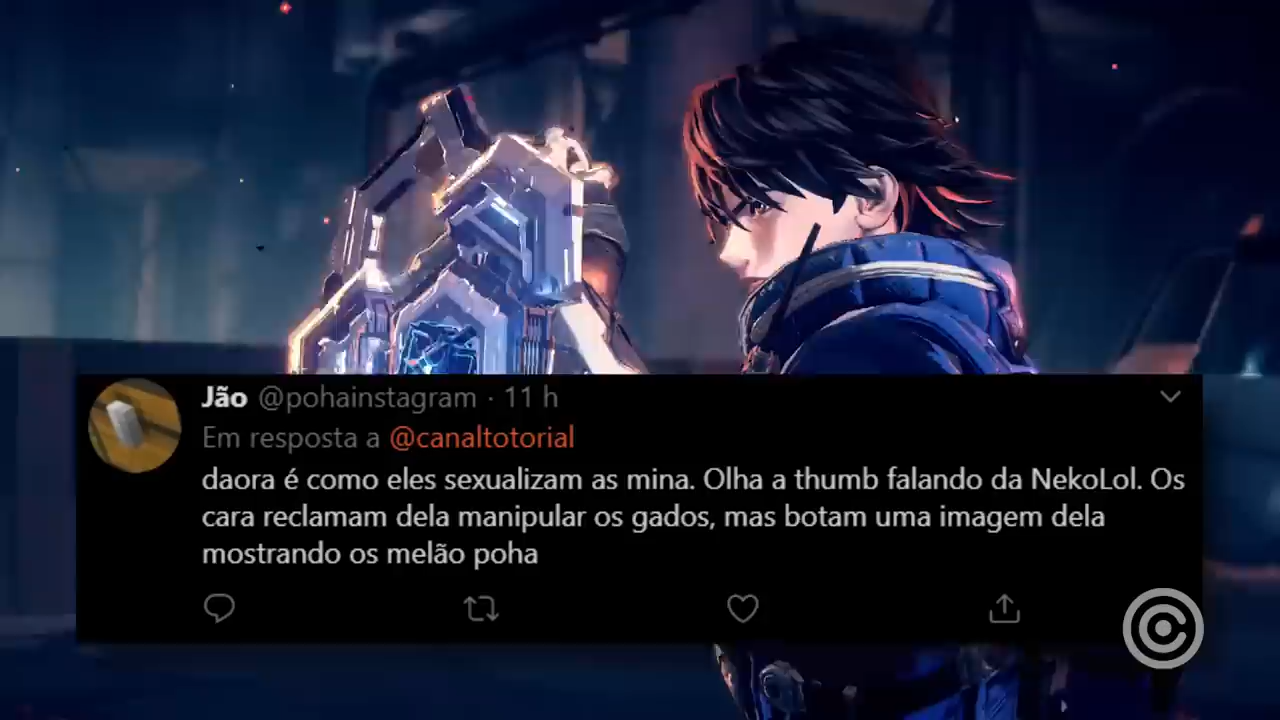 Jão @pohainstagram · 11 h
Em resposta a @canaltotorial
daora é como eles sexualizam as mina. Olha a thumb falando da NekoLol. Os
cara reclamam dela manipular os gados, mas botam uma imagem dela
mostrando os melão poha